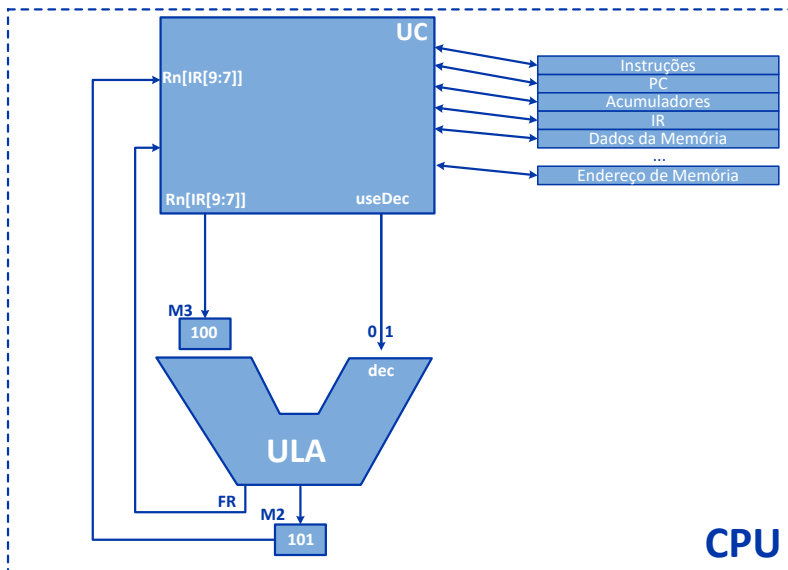 UC
Rn[IR[9:7]]
Instruções
PC
Acumuladores
IR
Dados da Memória
...
Endereço de Memória
Rn[IR[9:7]]
useDec
M3
100
0 1
dec
ULA
FR
M2
101
CPU